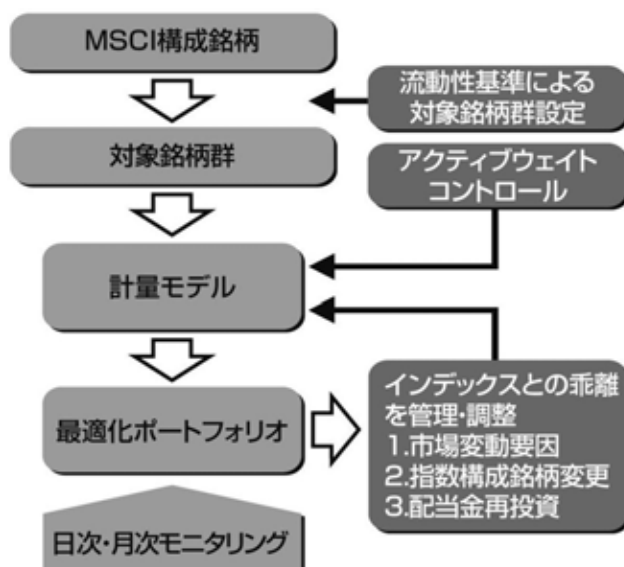 MSCI構成銘柄
流動性基準による
対象銘柄群設定
対象銘柄群
アクティブウェイト
コントロール
計量モデル
最適化ポートフォリオ
インデックスとの乖離
を管理・調整
1.市場変動要因
2.指数構成銘柄変更
3.配当金再投資
日次・月次モニタリング